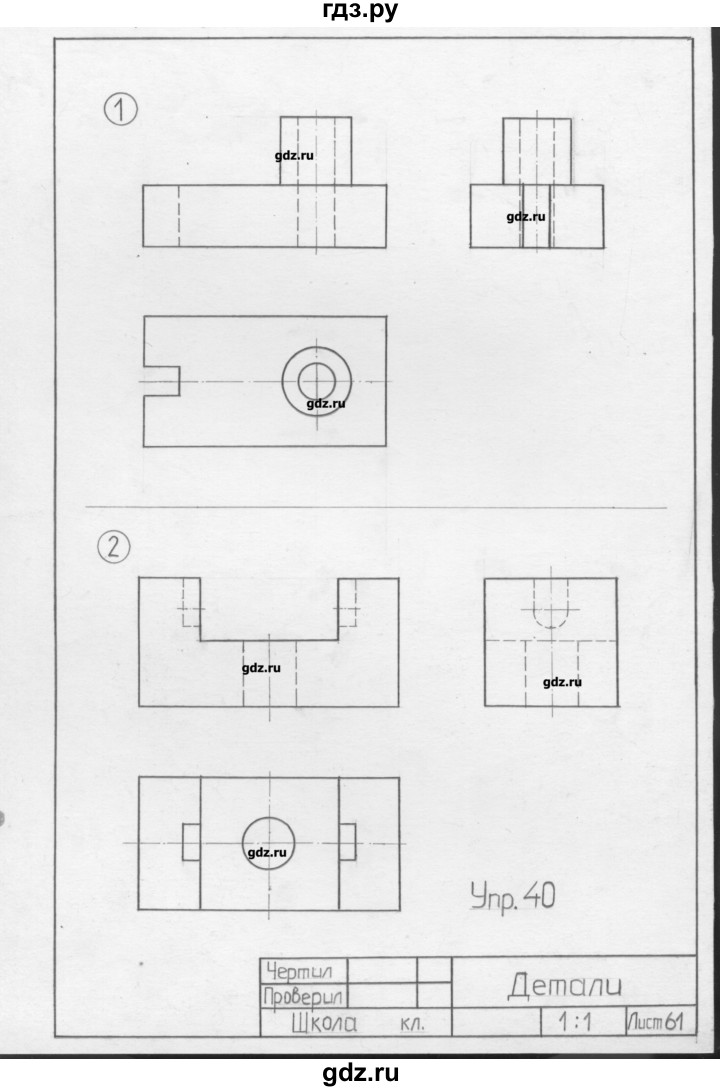 гдз.ру
1
gdz.ru
gdz.ru
gdz.ru
2
gdz.ru
gdz.ru
gdz.ru
Упр. 40
Чертил
Детали
Проверил
Школа кл.
1:1
Лист 61
gdz.ru